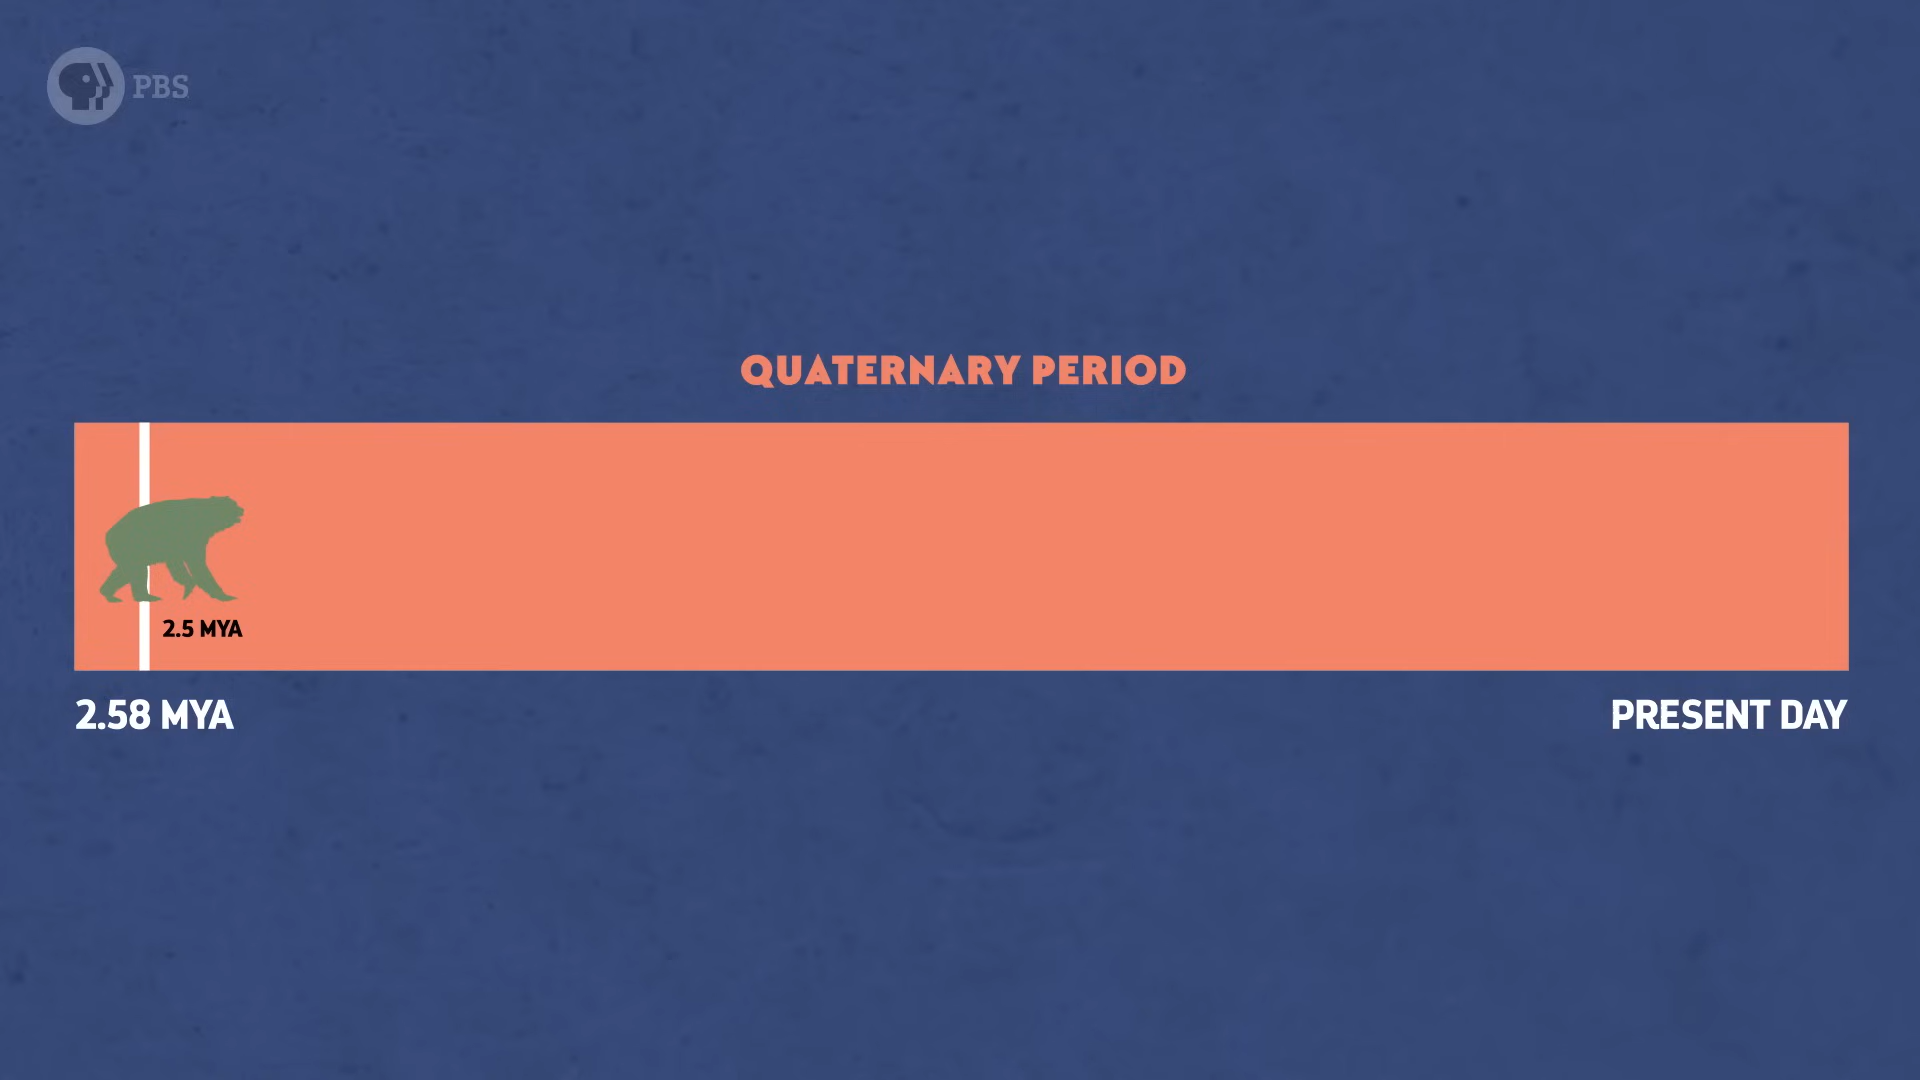 PBS
QUATERNARY PERIOD
2.5 MYA
2.58 MYA
PRESENT DAY